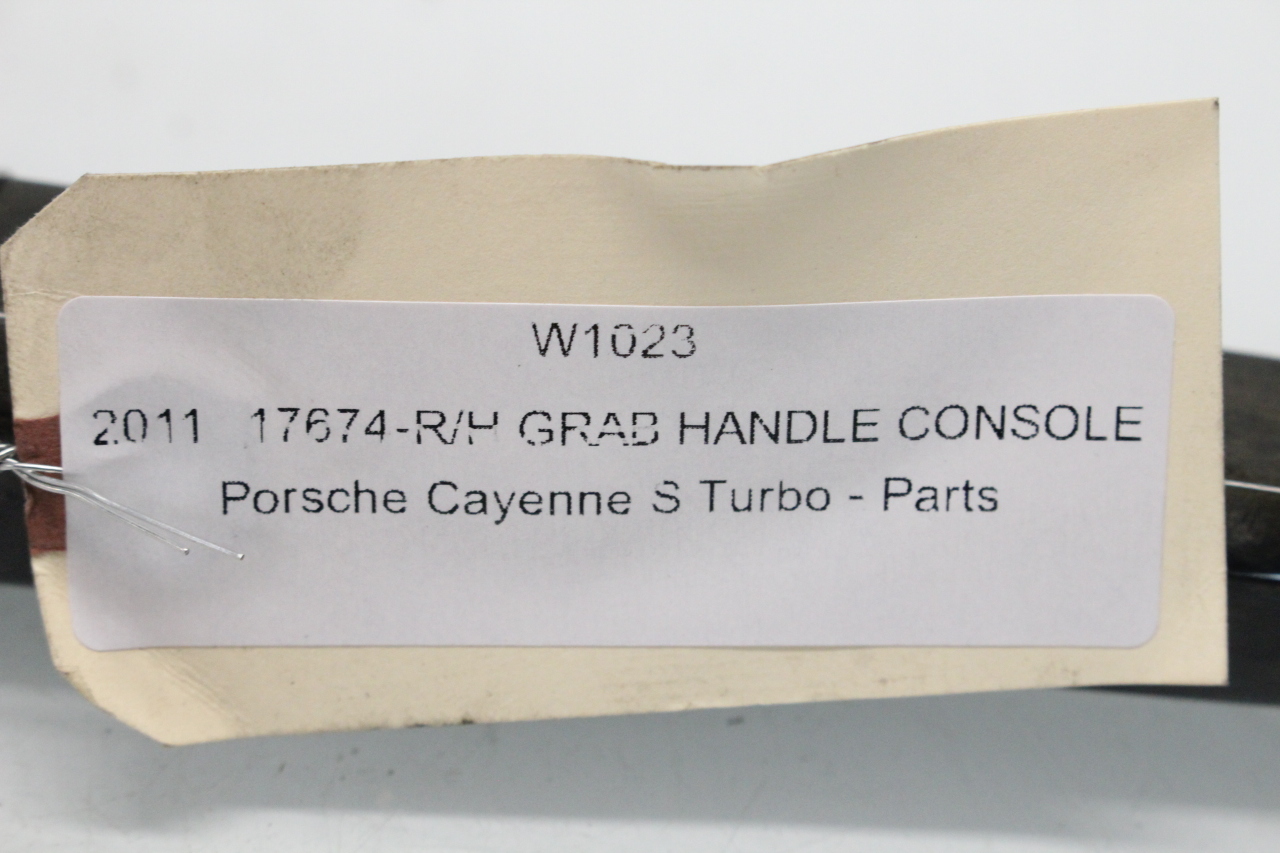 W1023
2011 17674-R/H GRAB HANDLE CONSOLE
Porsche Cayenne S Turbo - Parts